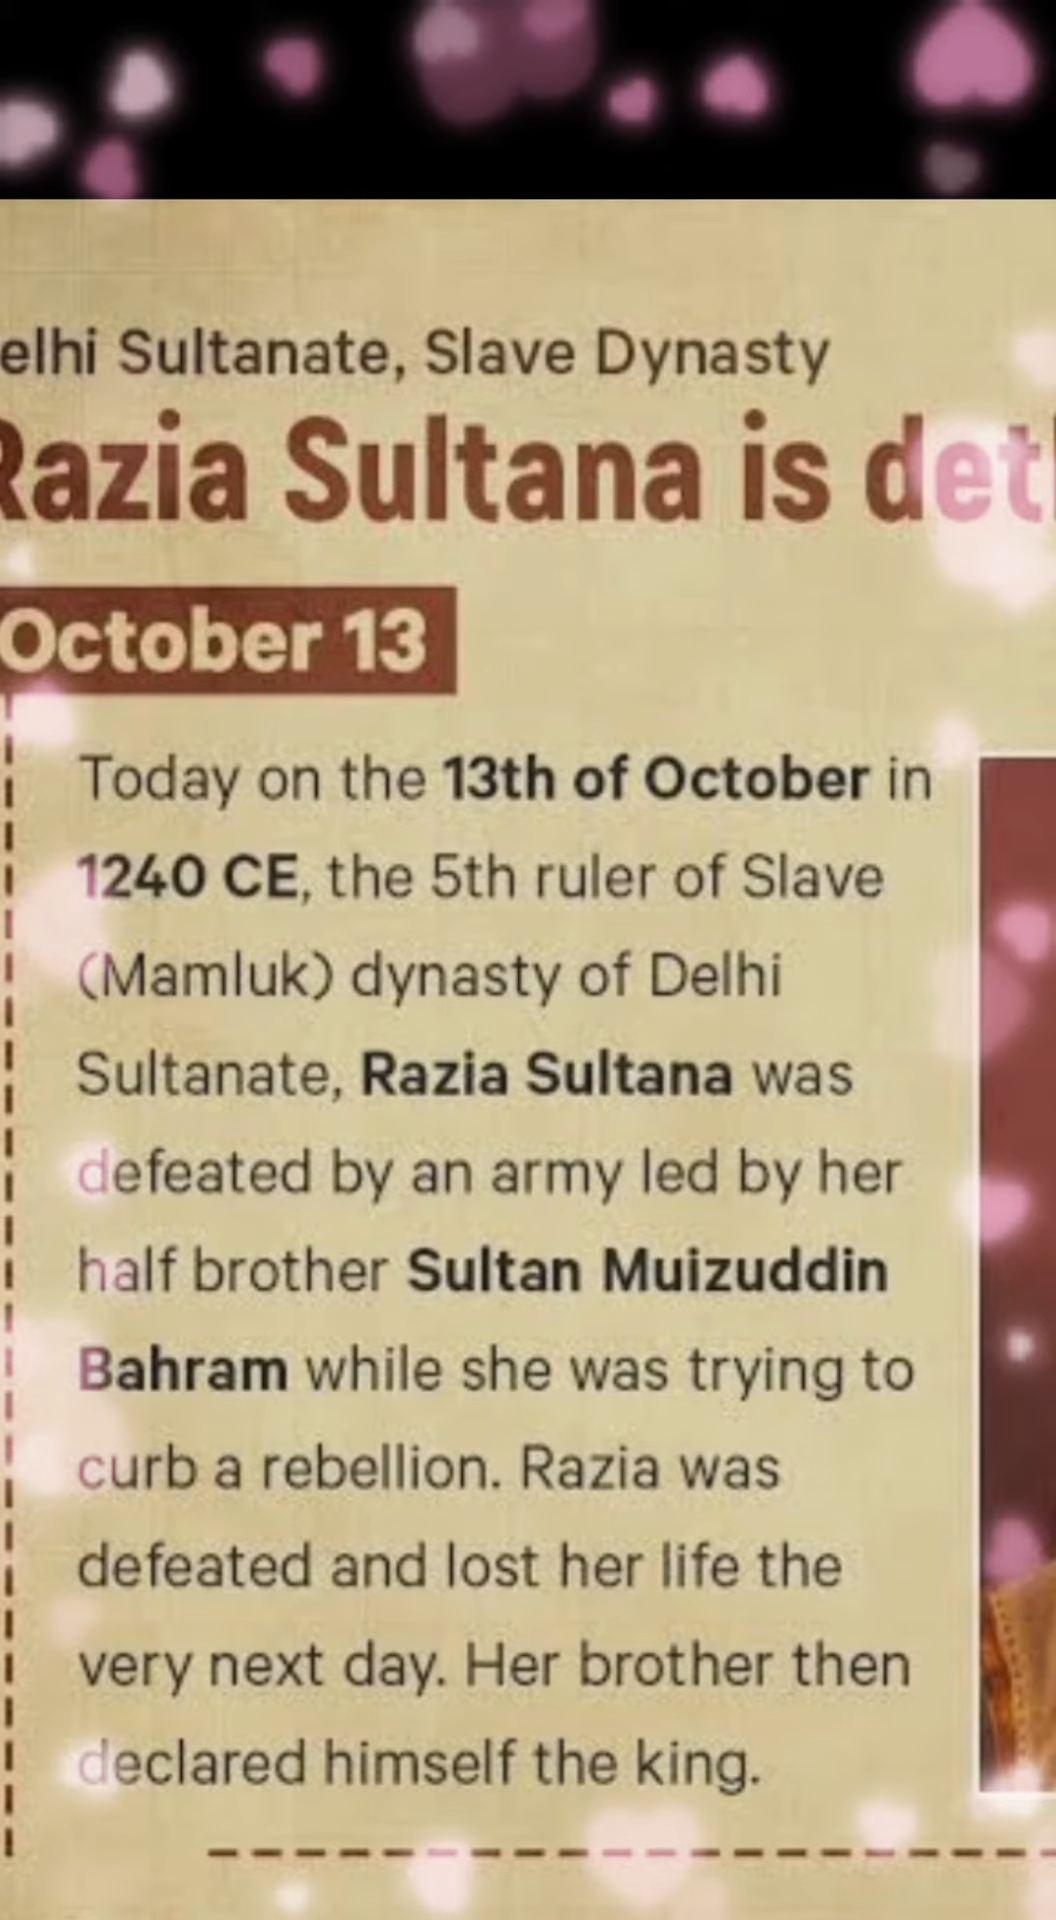 elhi Sultanate, Slave Dynasty
Razia Sultana is deth
October 13
Today on the 13th of October in
1240 CE, the 5th ruler of Slave
(Mamluk) dynasty of Delhi
Sultanate, Razia Sultana was
defeated by an army led by her
half brother Sultan Muizuddin
Bahram while she was trying to
curb a rebellion. Razia was
defeated and lost her life the
very next day. Her brother then
declared himself the king.